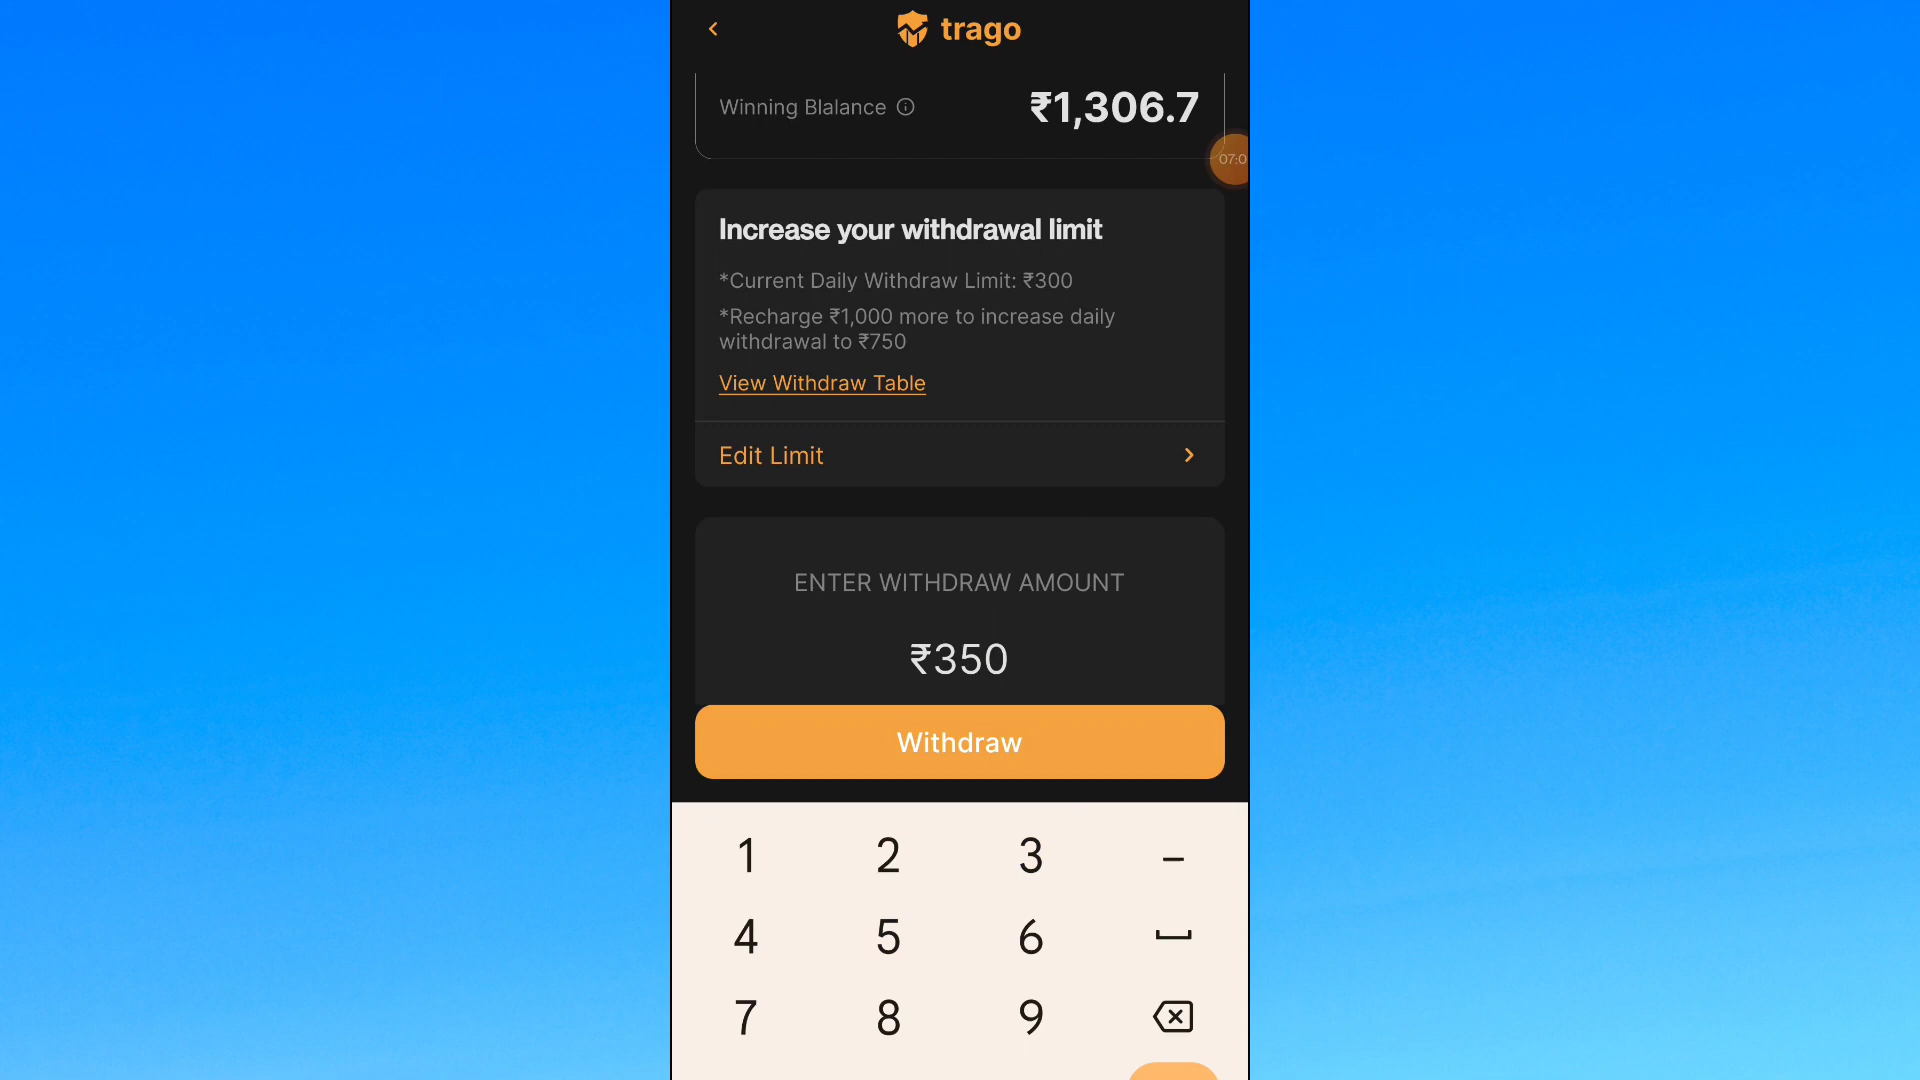 trago
Winning Blalance ₹1,306.7
07:0
Increase your withdrawal limit
*Current Daily Withdraw Limit: ₹300
*Recharge ₹1,000 more to increase daily
withdrawal to ₹750
View Withdraw Table
Edit Limit
ENTER WITHDRAW AMOUNT
₹350
Withdraw
1 2 3 –
4 5 6
7 8 9